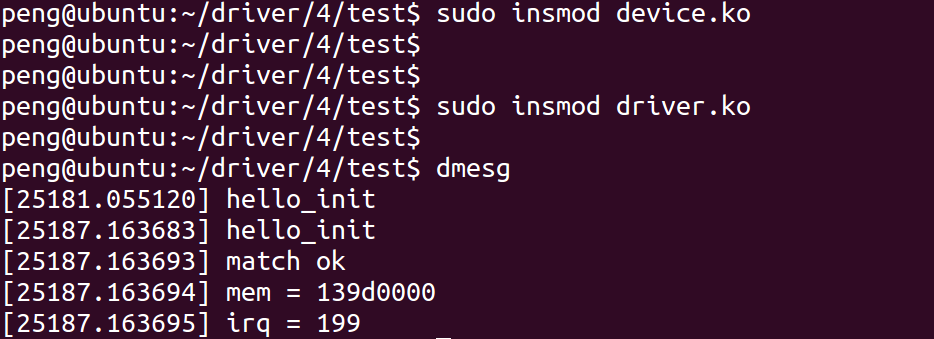 peng@ubuntu:~/driver/4/test$ sudo insmod device.ko
peng@ubuntu:~/driver/4/test$
peng@ubuntu:~/driver/4/test$
peng@ubuntu:~/driver/4/test$ sudo insmod driver.ko
peng@ubuntu:~/driver/4/test$
peng@ubuntu:~/driver/4/test$ dmesg
[25181.055120] hello_init
[25187.163683] hello_init
[25187.163693] match ok
[25187.163694] mem = 139d0000
[25187.163695] irq = 199